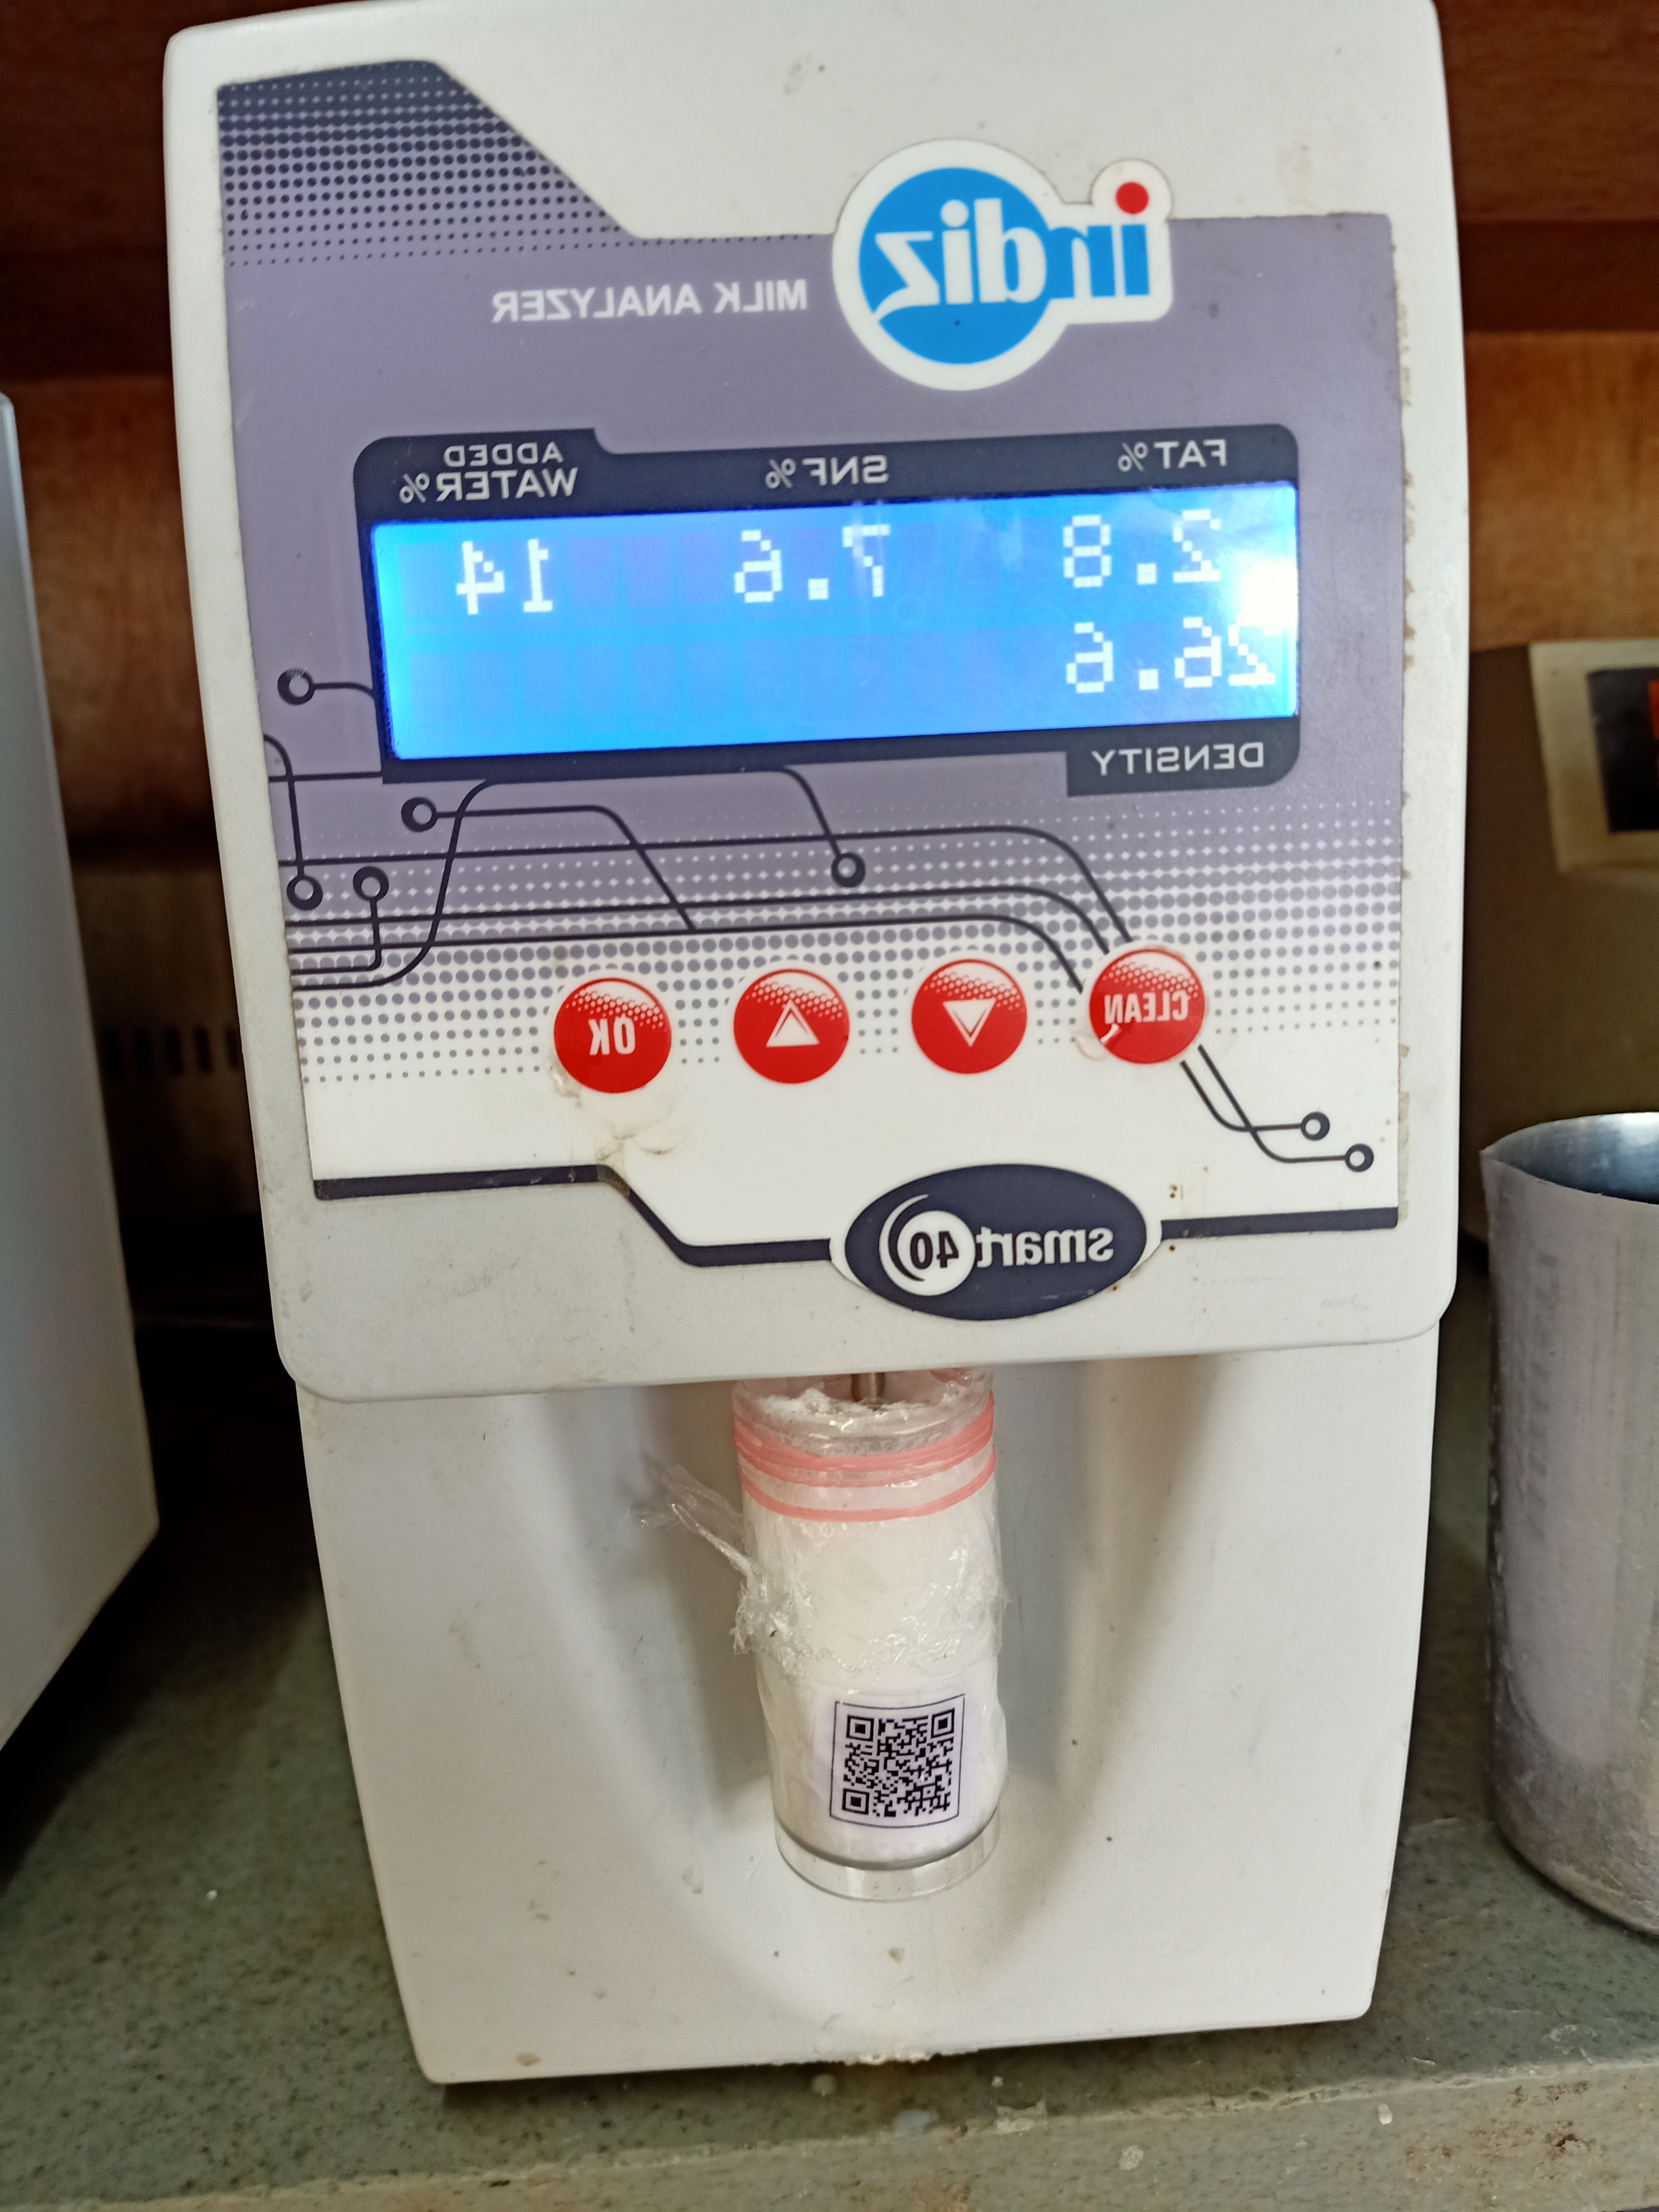 indiz
MILK ANALYZER
FAT% SNF% ADDED WATER%
2.8 7.6 14
26.6
DENSITY
CLEAN OK
smart 40